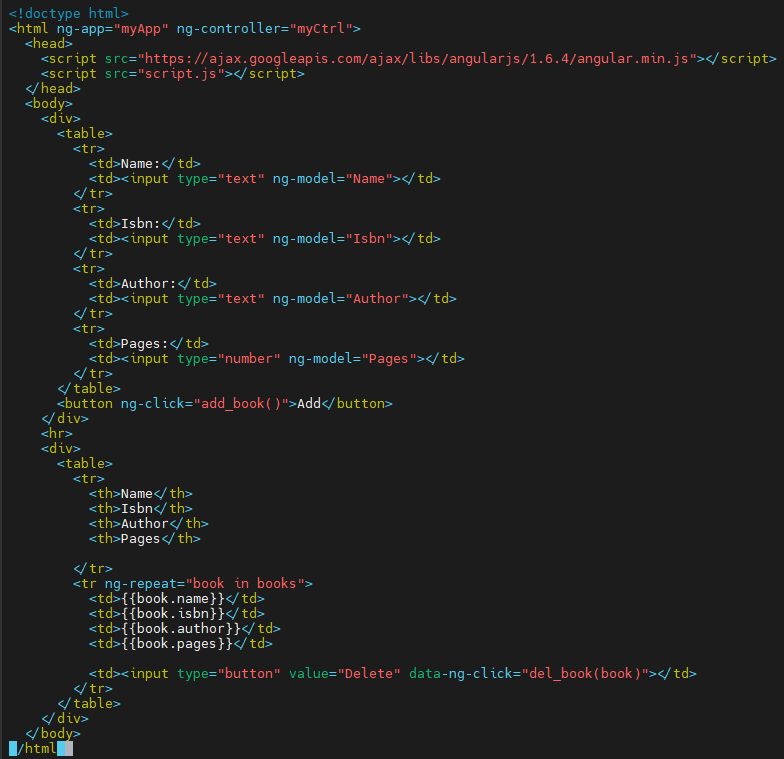 <!doctype html>
<html ng-app="myApp" ng-controller="myCtrl">
  <head>
    <script src="https://ajax.googleapis.com/ajax/libs/angularjs/1.6.4/angular.min.js"></script>
    <script src="script.js"></script>
  </head>
  <body>
    <div>
      <table>
        <tr>
          <td>Name:</td>
          <td><input type="text" ng-model="Name"></td>
        </tr>
        <tr>
          <td>Isbn:</td>
          <td><input type="text" ng-model="Isbn"></td>
        </tr>
        <tr>
          <td>Author:</td>
          <td><input type="text" ng-model="Author"></td>
        </tr>
        <tr>
          <td>Pages:</td>
          <td><input type="number" ng-model="Pages"></td>
        </tr>
      </table>
      <button ng-click="add_book()">Add</button>
    </div>
    <hr>
    <div>
      <table>
        <tr>
          <th>Name</th>
          <th>Isbn</th>
          <th>Author</th>
          <th>Pages</th>

        </tr>
        <tr ng-repeat="book in books">
          <td>{{book.name}}</td>
          <td>{{book.isbn}}</td>
          <td>{{book.author}}</td>
          <td>{{book.pages}}</td>

          <td><input type="button" value="Delete" data-ng-click="del_book(book)"></td>
        </tr>
      </table>
    </div>
  </body>
/html